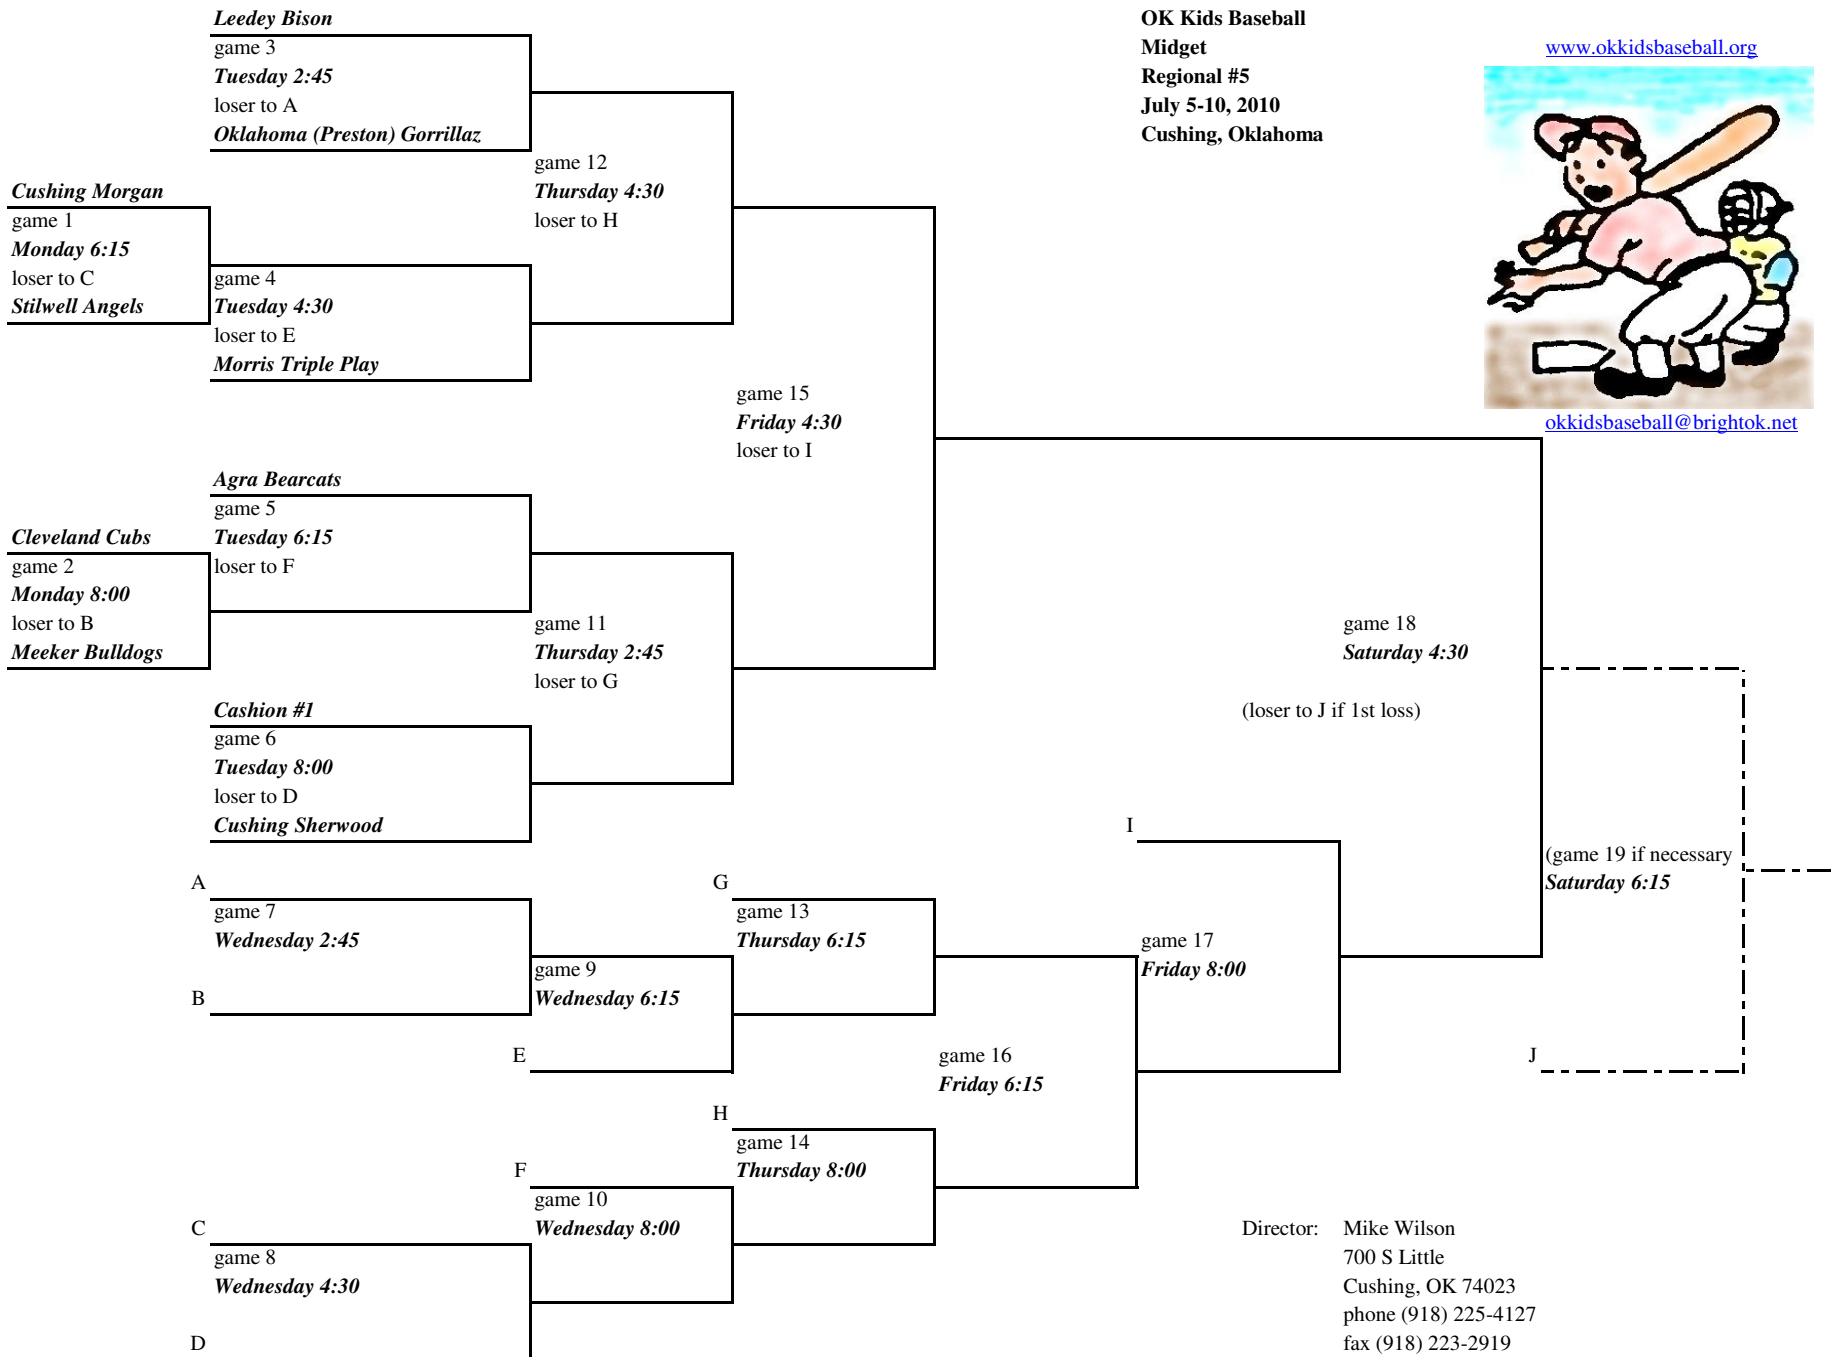 Leedey Bison
game 3
Tuesday 2:45
loser to A
Oklahoma (Preston) Gorrillaz
OK Kids Baseball
Midget
Regional #5
July 5-10, 2010
Cushing, Oklahoma
www.okkidsbaseball.org
okkidsbaseball@brightok.net
Cushing Morgan
game 1
Monday 6:15
loser to C
Stilwell Angels
game 4
Tuesday 4:30
loser to E
Morris Triple Play
game 12
Thursday 4:30
loser to H
game 15
Friday 4:30
loser to I
Agra Bearcats
game 5
Tuesday 6:15
loser to F
Cleveland Cubs
game 2
Monday 8:00
loser to B
Meeker Bulldogs
game 11
Thursday 2:45
loser to G
Cashion #1
game 6
Tuesday 8:00
loser to D
Cushing Sherwood
game 18
Saturday 4:30
(loser to J if 1st loss)
A
game 7
Wednesday 2:45
B
game 9
Wednesday 6:15
E
G
game 13
Thursday 6:15
I
game 17
Friday 8:00
(game 19 if necessary
Saturday 6:15
J
game 16
Friday 6:15
H
game 14
Thursday 8:00
F
game 10
Wednesday 8:00
C
game 8
Wednesday 4:30
D
Director: Mike Wilson
700 S Little
Cushing, OK 74023
phone (918) 225-4127
fax (918) 223-2919